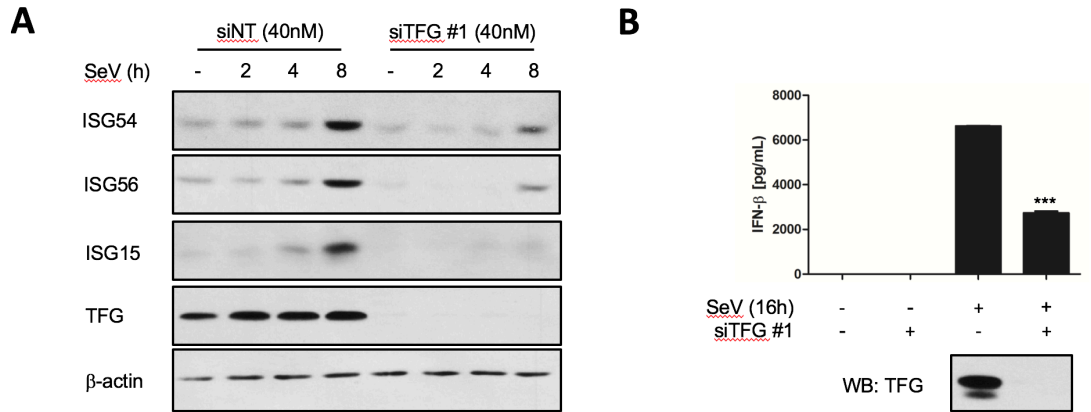 A
siNT (40nM) siTFG #1 (40nM)
SeV (h) - 2 4 8 - 2 4 8
ISG54
ISG56
ISG15
TFG
β-actin
B
8000
6000
4000
2000
0
IFN-β [pg/mL]
***
SeV (16h) - - + +
siTFG #1 - + - +
WB: TFG